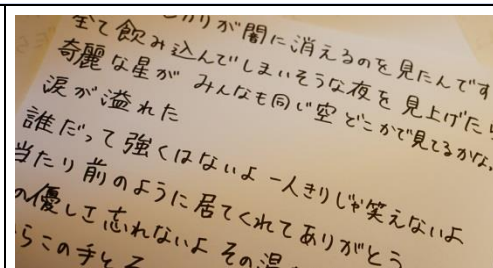 かりが闇に消えるのを見たんです
全て飲み込んでしまいそうな夜を見上げたら
奇麗な星が みんなも同じ空どこかで見てるかな。
涙が溢れた
誰だって強くはないよ 一人きりじゃ笑えないよ
当たり前のように居てくれてありがとう
の優しさ忘れないよ その温
らこの手とそ